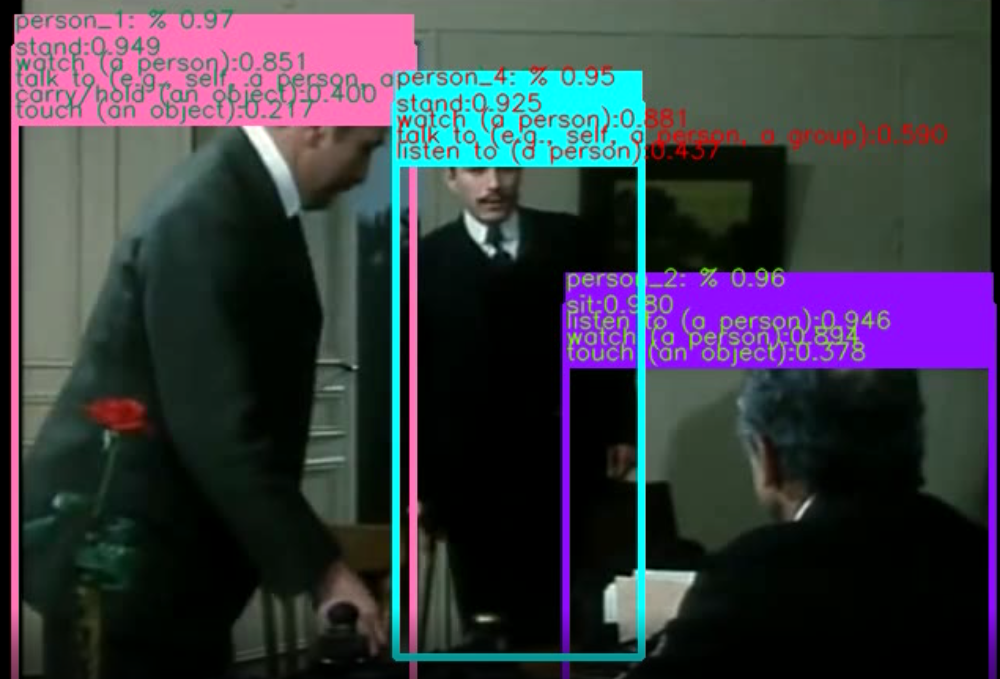 person_1: % 0.97
stand:0.949
watch (a person):0.851
talk to (e.g., self, a person, a
carry/hold (an object):0.400
touch (an object):0.217
person_4: % 0.95
stand:0.925
watch (a person):0.881
talk to (e.g., self, a person, a group):0.590
listen to (a person):0.437
person_2: % 0.96
sit:0.980
listen to (a person):0.946
watch (a person):0.894
touch (an object):0.378